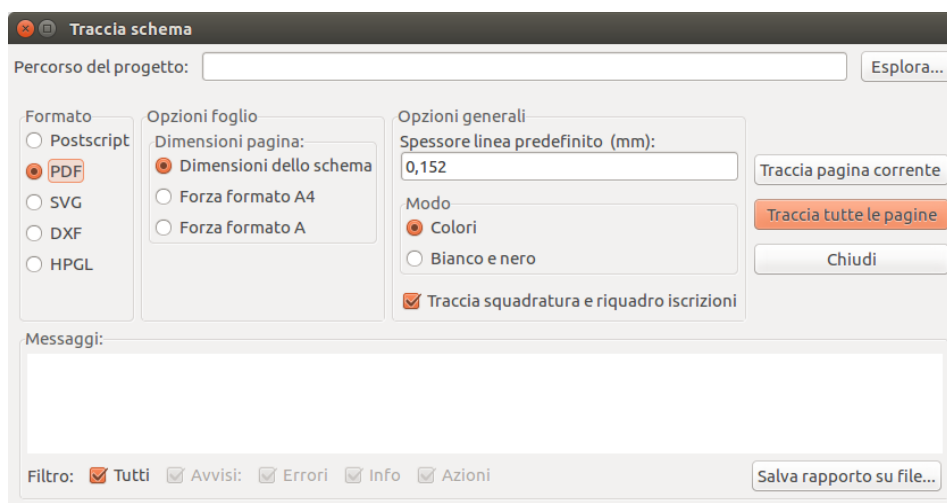 Traccia schema
Percorso del progetto:
Esplora...
Formato
Postscript
PDF
SVG
DXF
HPGL
Opzioni foglio
Dimensioni pagina:
Dimensioni dello schema
Forza formato A4
Forza formato A
Opzioni generali
Spessore linea predefinito (mm):
0,152
Modo
Colori
Bianco e nero
Traccia squadratura e riquadro iscrizioni
Traccia pagina corrente
Traccia tutte le pagine
Chiudi
Messaggi:
Filtro: Tutti Avvisi: Errori Info Azioni
Salva rapporto su file...